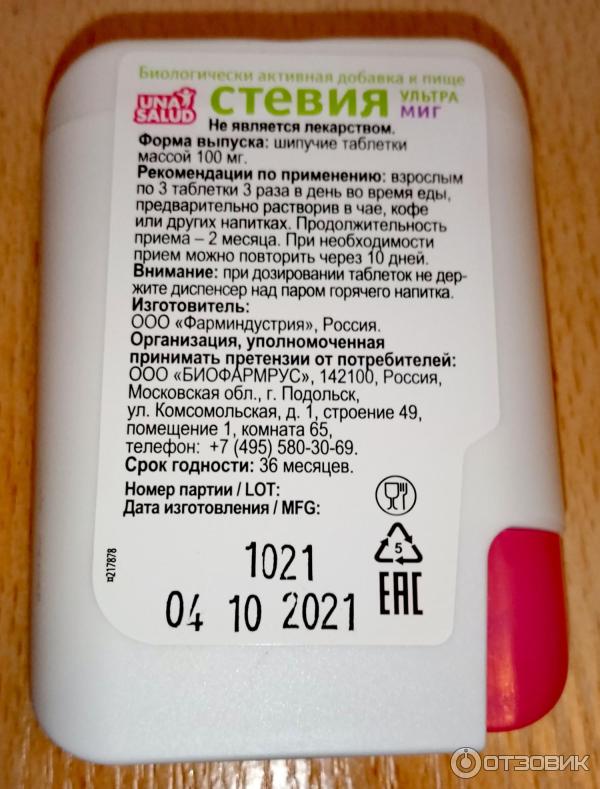 Биологически активная добавка к пище
UNA SALUD
СТЕВИЯ УЛЬТРА МИГ
Не является лекарством.
Форма выпуска: шипучие таблетки
массой 100 мг.
Рекомендации по применению: взрослым
по 3 таблетки 3 раза в день во время еды,
предварительно растворив в чае, кофе
или других напитках. Продолжительность
приема – 2 месяца. При необходимости
прием можно повторить через 10 дней.
Внимание: при дозировании таблеток не дер-
жите диспенсер над паром горячего напитка.
Изготовитель:
ООО «Фарминдустрия», Россия.
Организация, уполномоченная
принимать претензии от потребителей:
ООО «БИОФАРМРУС», 142100, Россия,
Московская обл., г. Подольск,
ул. Комсомольская, д. 1, строение 49,
помещение 1, комната 65,
телефон: +7 (495) 580-30-69.
Срок годности: 36 месяцев.
Номер партии / LOT:
Дата изготовления / MFG:
5
EAC
1021
04 10 2021
¤217878
ОТЗОВИК